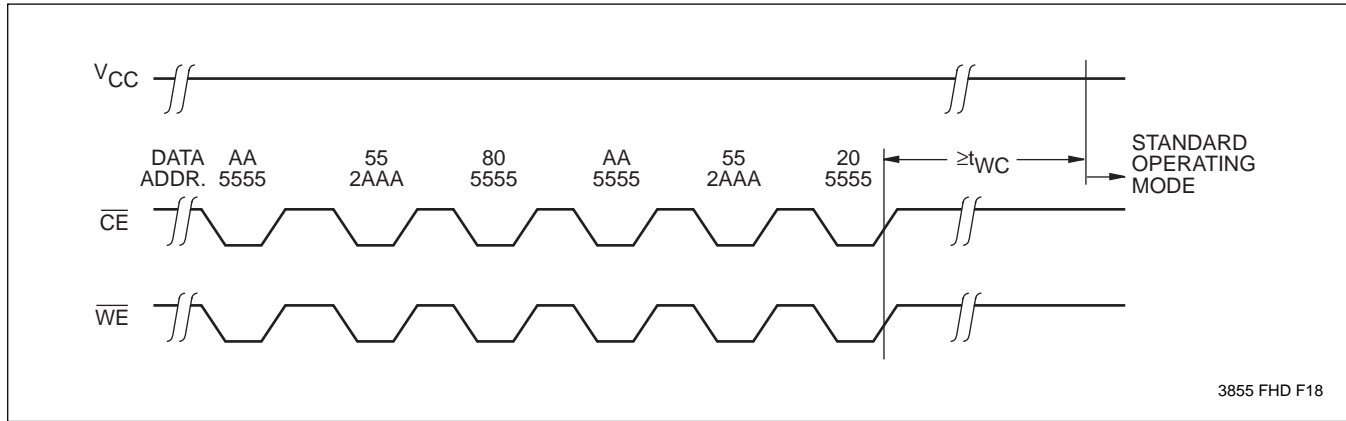 VCC
DATA AA 55 80 AA 55 20
ADDR. 5555 2AAA 5555 5555 2AAA 5555
≥tWC
STANDARD
OPERATING
MODE
CE
WE
3855 FHD F18